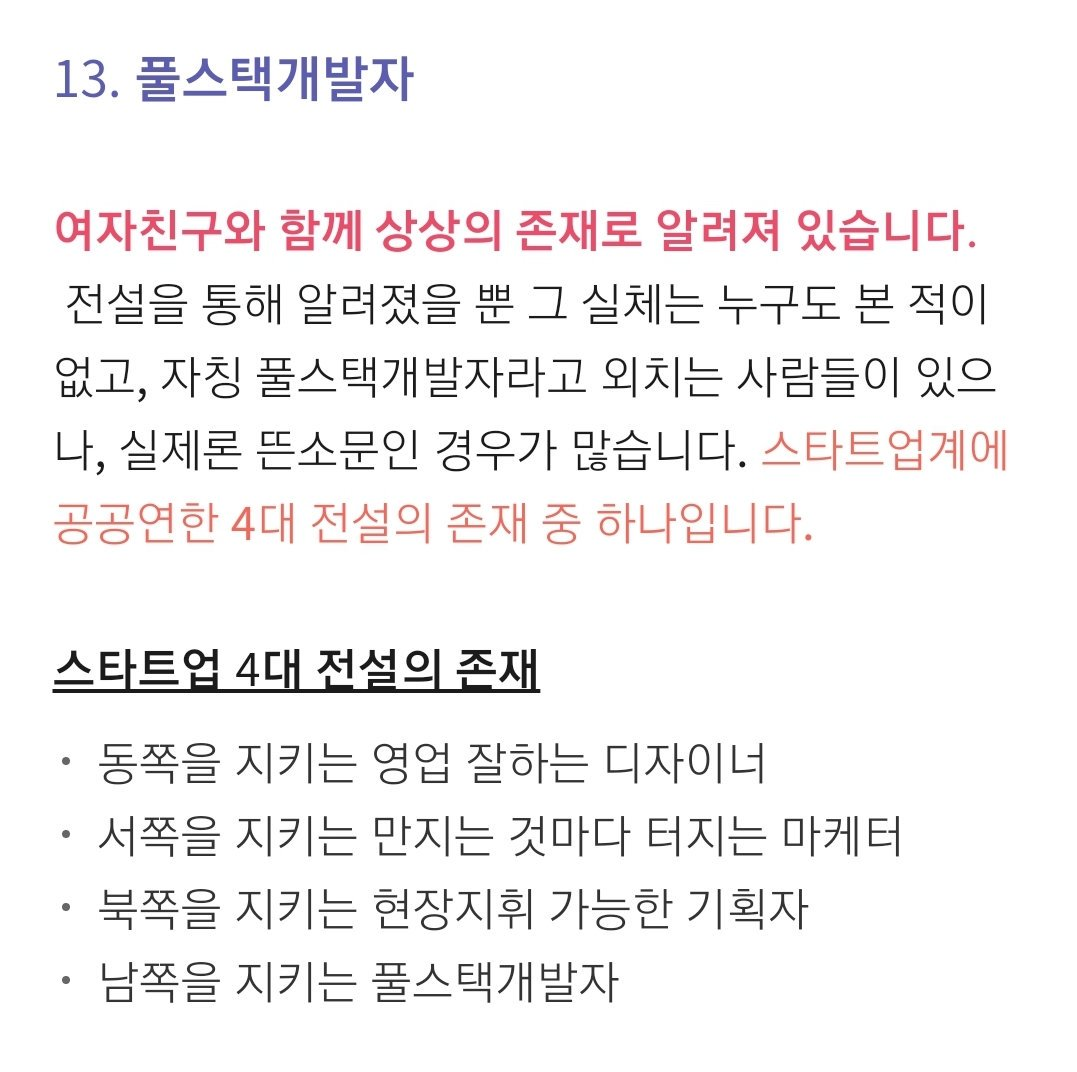 13. 풀스택개발자
여자친구와 함께 상상의 존재로 알려져 있습니다.
전설을 통해 알려졌을 뿐 그 실체는 누구도 본 적이
없고, 자칭 풀스택개발자라고 외치는 사람들이 있으
나, 실제론 뜬소문인 경우가 많습니다. 스타트업계에
공공연한 4대 전설의 존재 중 하나입니다.
스타트업 4대 전설의 존재
• 동쪽을 지키는 영업 잘하는 디자이너
• 서쪽을 지키는 만지는 것마다 터지는 마케터
• 북쪽을 지키는 현장지휘 가능한 기획자
• 남쪽을 지키는 풀스택개발자